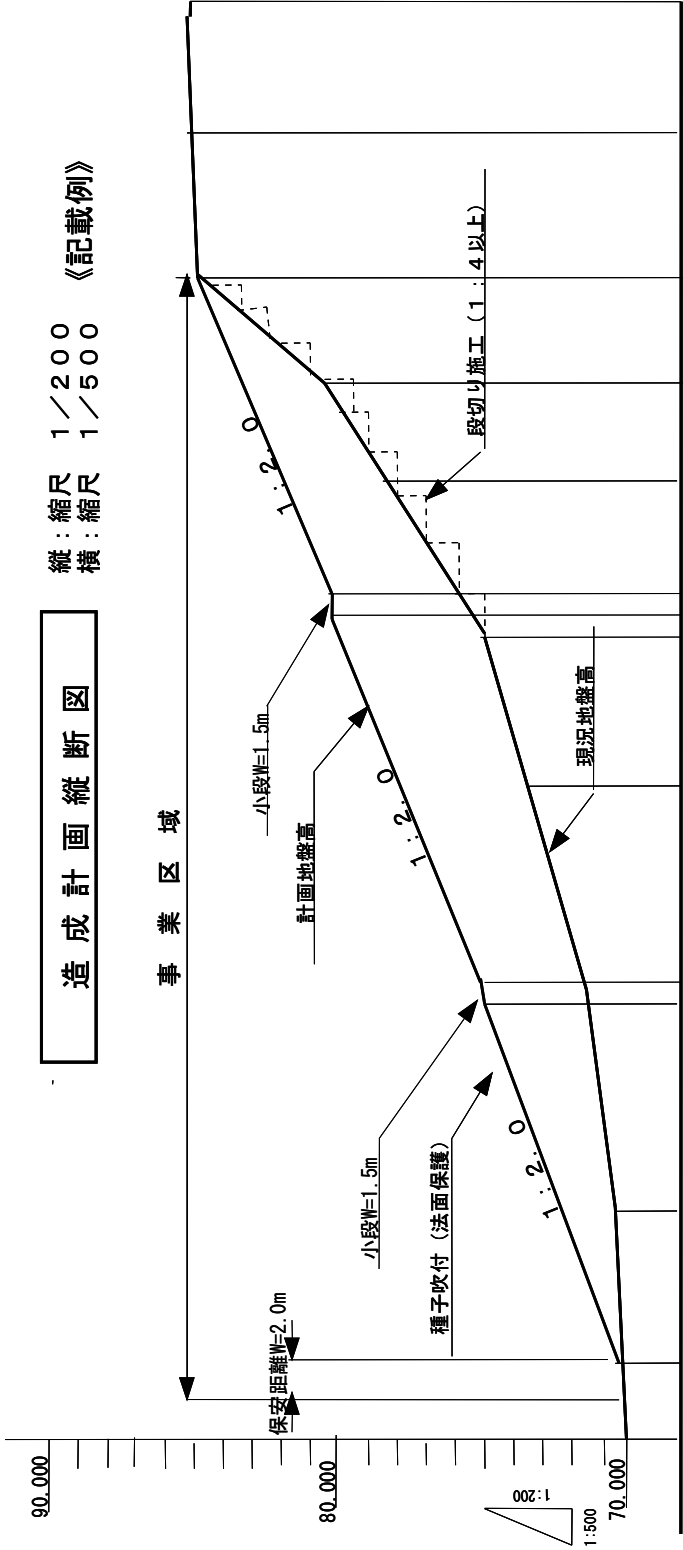 造成計画縦断図
縦：縮尺　１／２００
横：縮尺　１／５００　《記載例》
事業区域
保安距離W=2.0m
小段W=1.5m
小段W=1.5m
計画地盤高
種子吹付（法面保護）
１：２．０
１：２．０
１：２．０
段切り施工（１：４以上）
現況地盤高
90.000
80.000
70.000
1:200
1:500